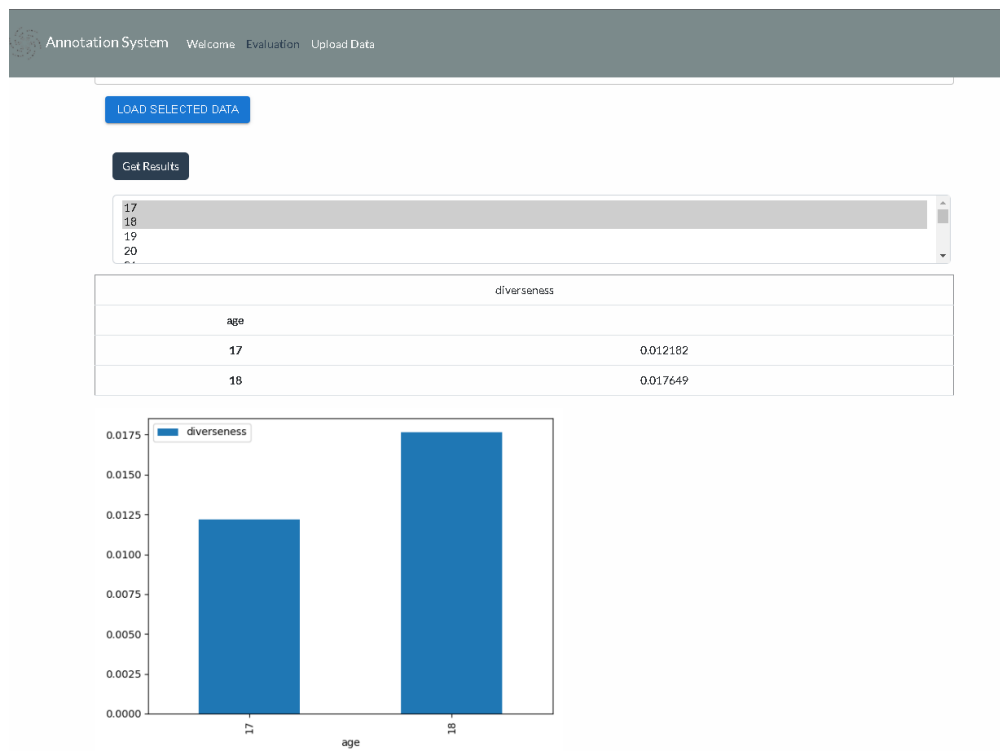 Annotation System Welcome Evaluation Upload Data
LOAD SELECTED DATA
Get Results
17
18
19
20
diverseness
age
17 0.012182
18 0.017649
diverseness
0.0175
0.0150
0.0125
0.0100
0.0075
0.0050
0.0025
0.0000
17 18
age